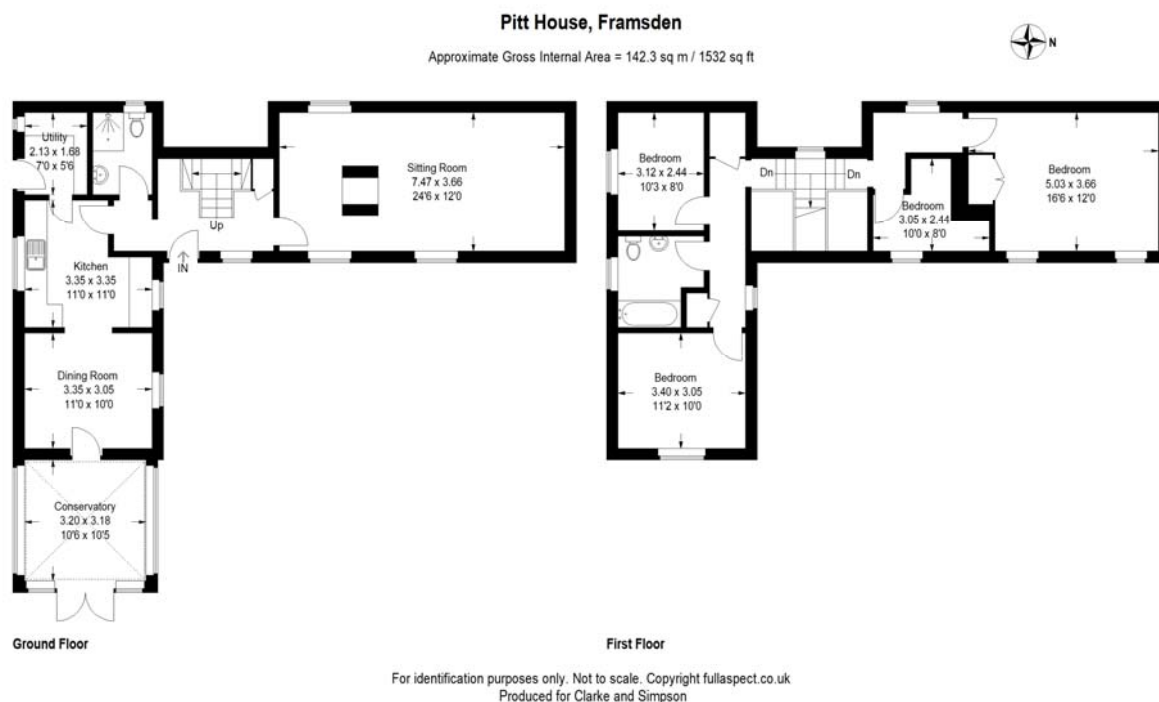 Pitt House, Framsden
Approximate Gross Internal Area = 142.3 sq m / 1532 sq ft
N
Utility
2.13 x 1.68
7'0 x 5'6
Sitting Room
7.47 x 3.66
24'6 x 12'0
Up
IN
Kitchen
3.35 x 3.35
11'0 x 11'0
Dining Room
3.35 x 3.05
11'0 x 10'0
Conservatory
3.20 x 3.18
10'6 x 10'5
Ground Floor
Bedroom
3.12 x 2.44
10'3 x 8'0
Dn
Dn
Bedroom
3.05 x 2.44
10'0 x 8'0
Bedroom
5.03 x 3.66
16'6 x 12'0
Bedroom
3.40 x 3.05
11'2 x 10'0
First Floor
For identification purposes only. Not to scale. Copyright fullaspect.co.uk
Produced for Clarke and Simpson